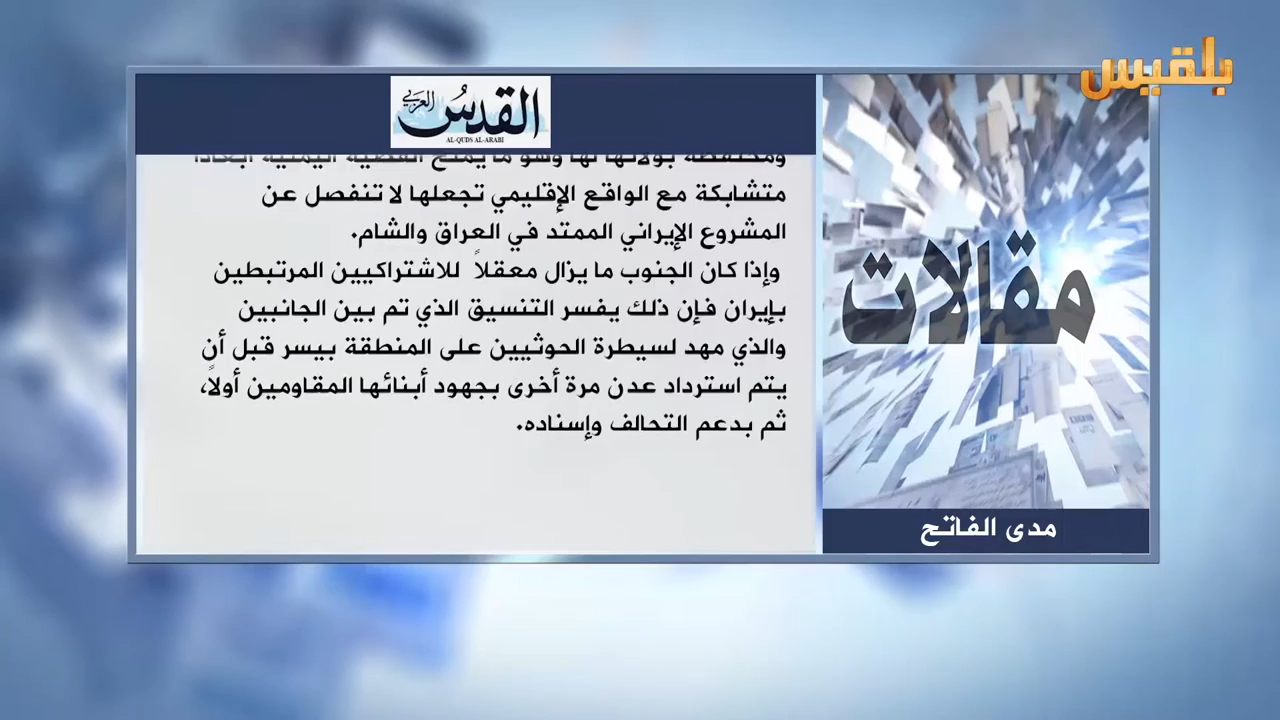 بلقيس
القدس العربي
AL-QUDS AL-ARABI
متشابكة مع الواقع الإقليمي تجعلها لا تنفصل عن
المشروع الإيراني الممتد في العراق والشام.
وإذا كان الجنوب ما يزال معقلاً للاشتراكيين المرتبطين
بإيران فإن ذلك يفسر التنسيق الذي تم بين الجانبين
والذي مهد لسيطرة الحوثيين على المنطقة بيسر قبل أن
يتم استرداد عدن مرة أخرى بجهود أبنائها المقاومين أولاً،
ثم بدعم التحالف وإسناده.
مقالات
مدى الفاتح